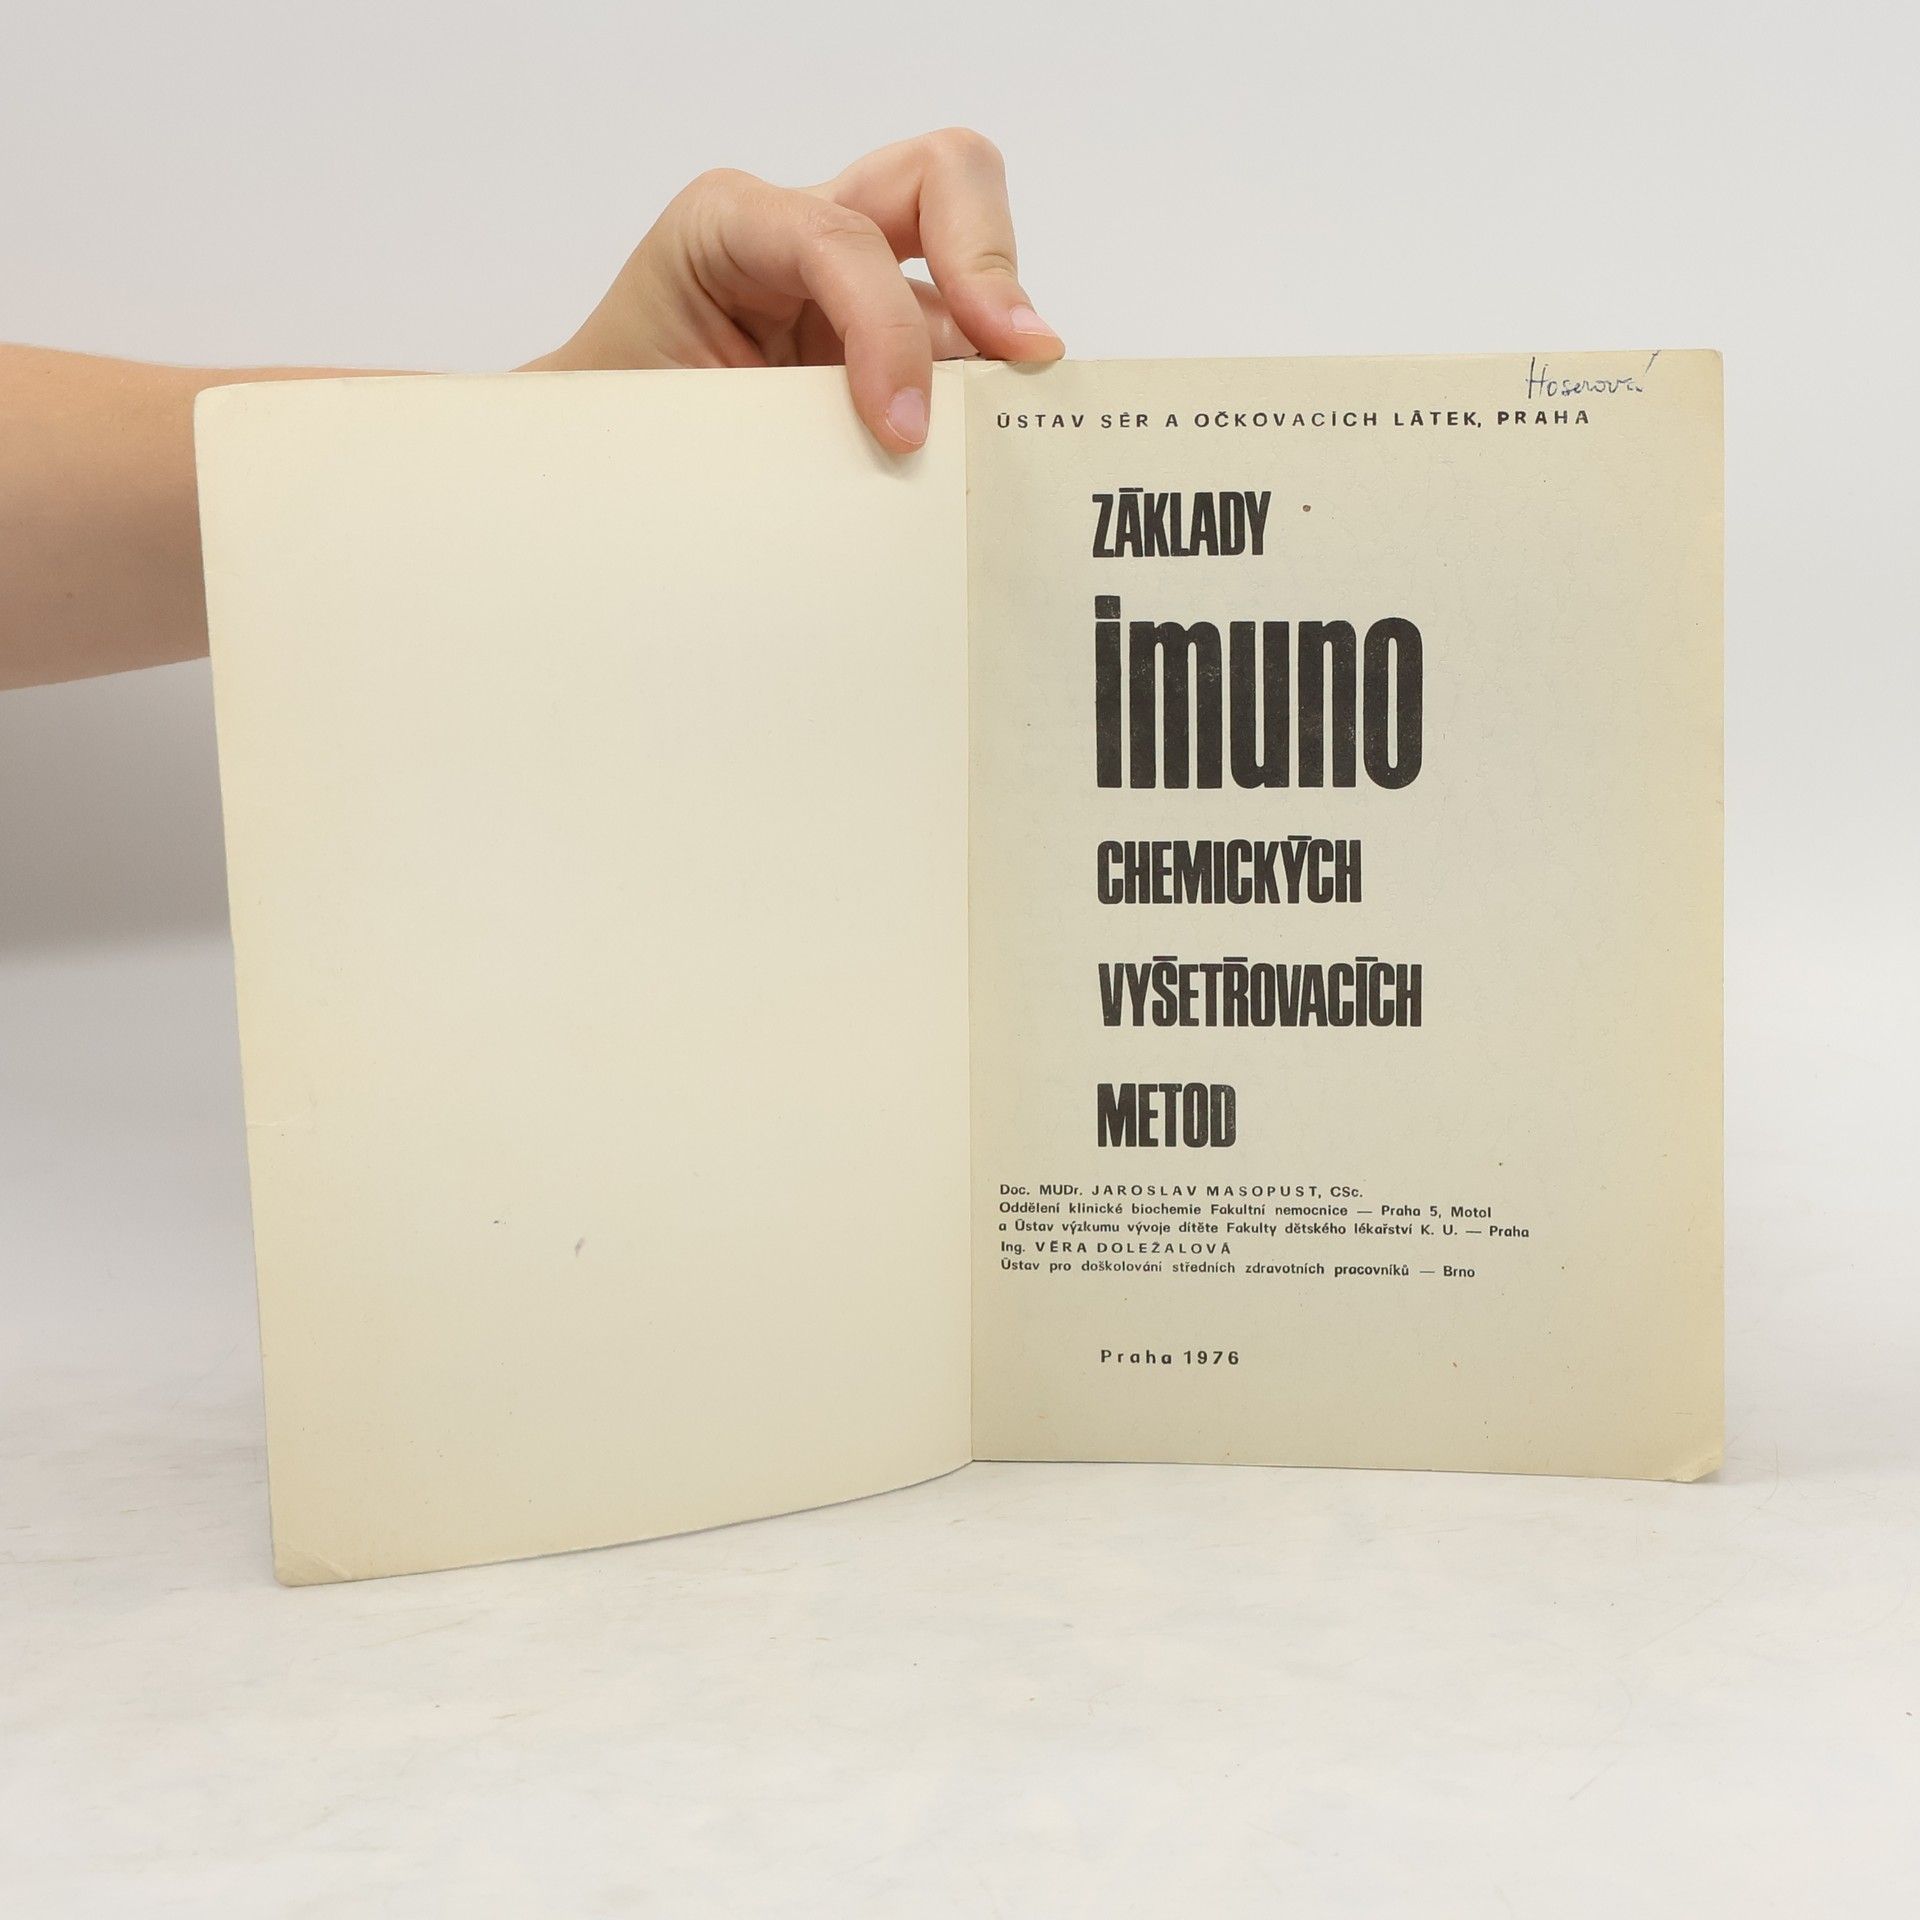 Hoserová
ÚSTAV SÉR A OČKOVACÍCH LÁTEK, PRAHA
ZÁKLADY
imuno
CHEMICKÝCH
VYŠETŘOVACÍCH
METOD
Doc. MUDr. JAROSLAV MASOPUST, CSc.
Oddělení klinické biochemie Fakultní nemocnice — Praha 5, Motol
a Ústav výzkumu vývoje dítěte Fakulty dětského lékařství K. U. — Praha
Ing. VĚRA DOLEŽALOVÁ
Ústav pro doškolování středních zdravotních pracovníků — Brno
Praha 1976